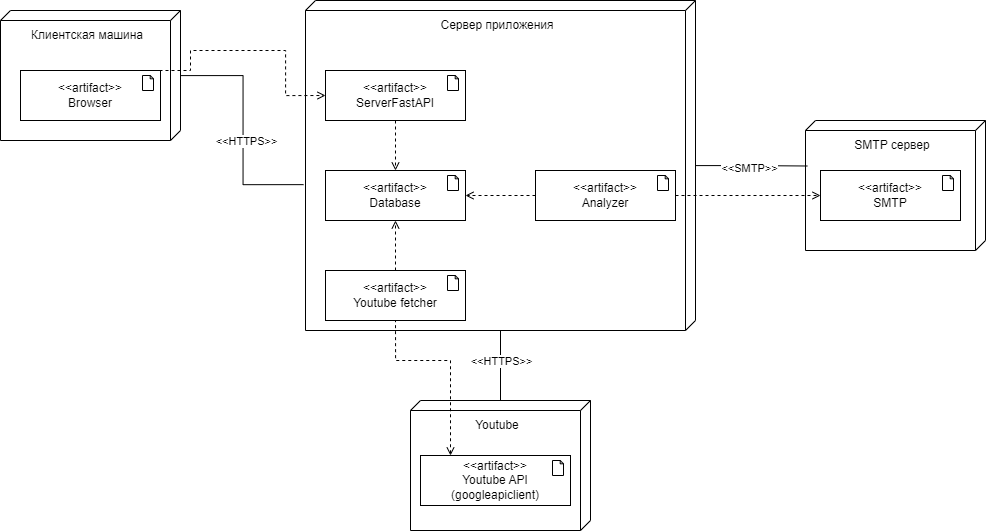 Клиентская машина
<<artifact>>
Browser
<<HTTPS>>
Сервер приложения
<<artifact>>
ServerFastAPI
<<artifact>>
Database
<<artifact>>
Analyzer
<<artifact>>
Youtube fetcher
<<SMTP>>
SMTP сервер
<<artifact>>
SMTP
<<HTTPS>>
Youtube
<<artifact>>
Youtube API
(googleapiclient)